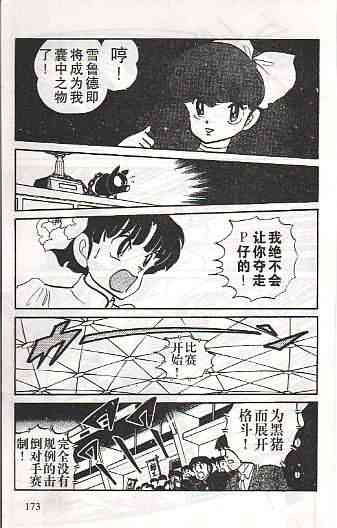 哼！
雪鲁德即
将成为我
囊中之物
了！
我绝不会
让你夺走
P仔的！
比赛
开始！
为黑猪
而展开
格斗！
完全没有
规例的击
倒对手赛
制！
173